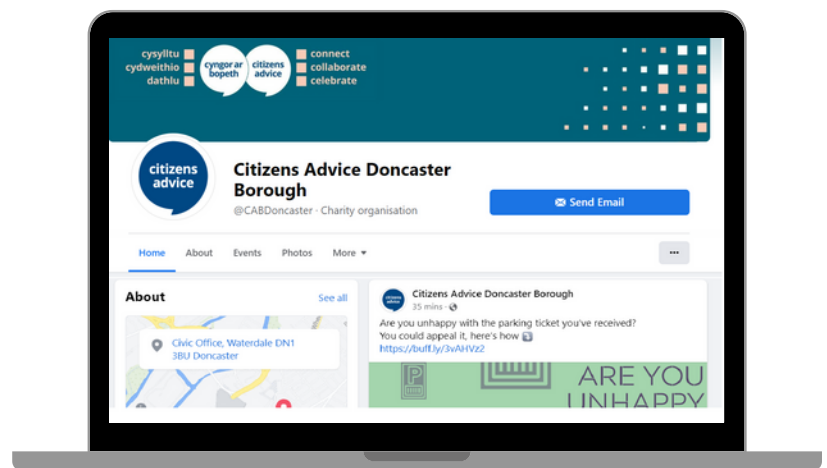 cysylltu
cydweithio
dathlu
cyngor ar
bopeth
citizens
advice
connect
collaborate
celebrate
citizens
advice
Citizens Advice Doncaster
Borough
@CABDoncaster · Charity organisation
Send Email
Home About Events Photos More
About See all
Civic Office, Waterdale DN1
3BU Doncaster
citizens
advice
Citizens Advice Doncaster Borough
35 mins ·
Are you unhappy with the parking ticket you've received?
You could appeal it, here's how
https://buff.ly/3vAHVz2
P
ARE YOU
UNHAPPY